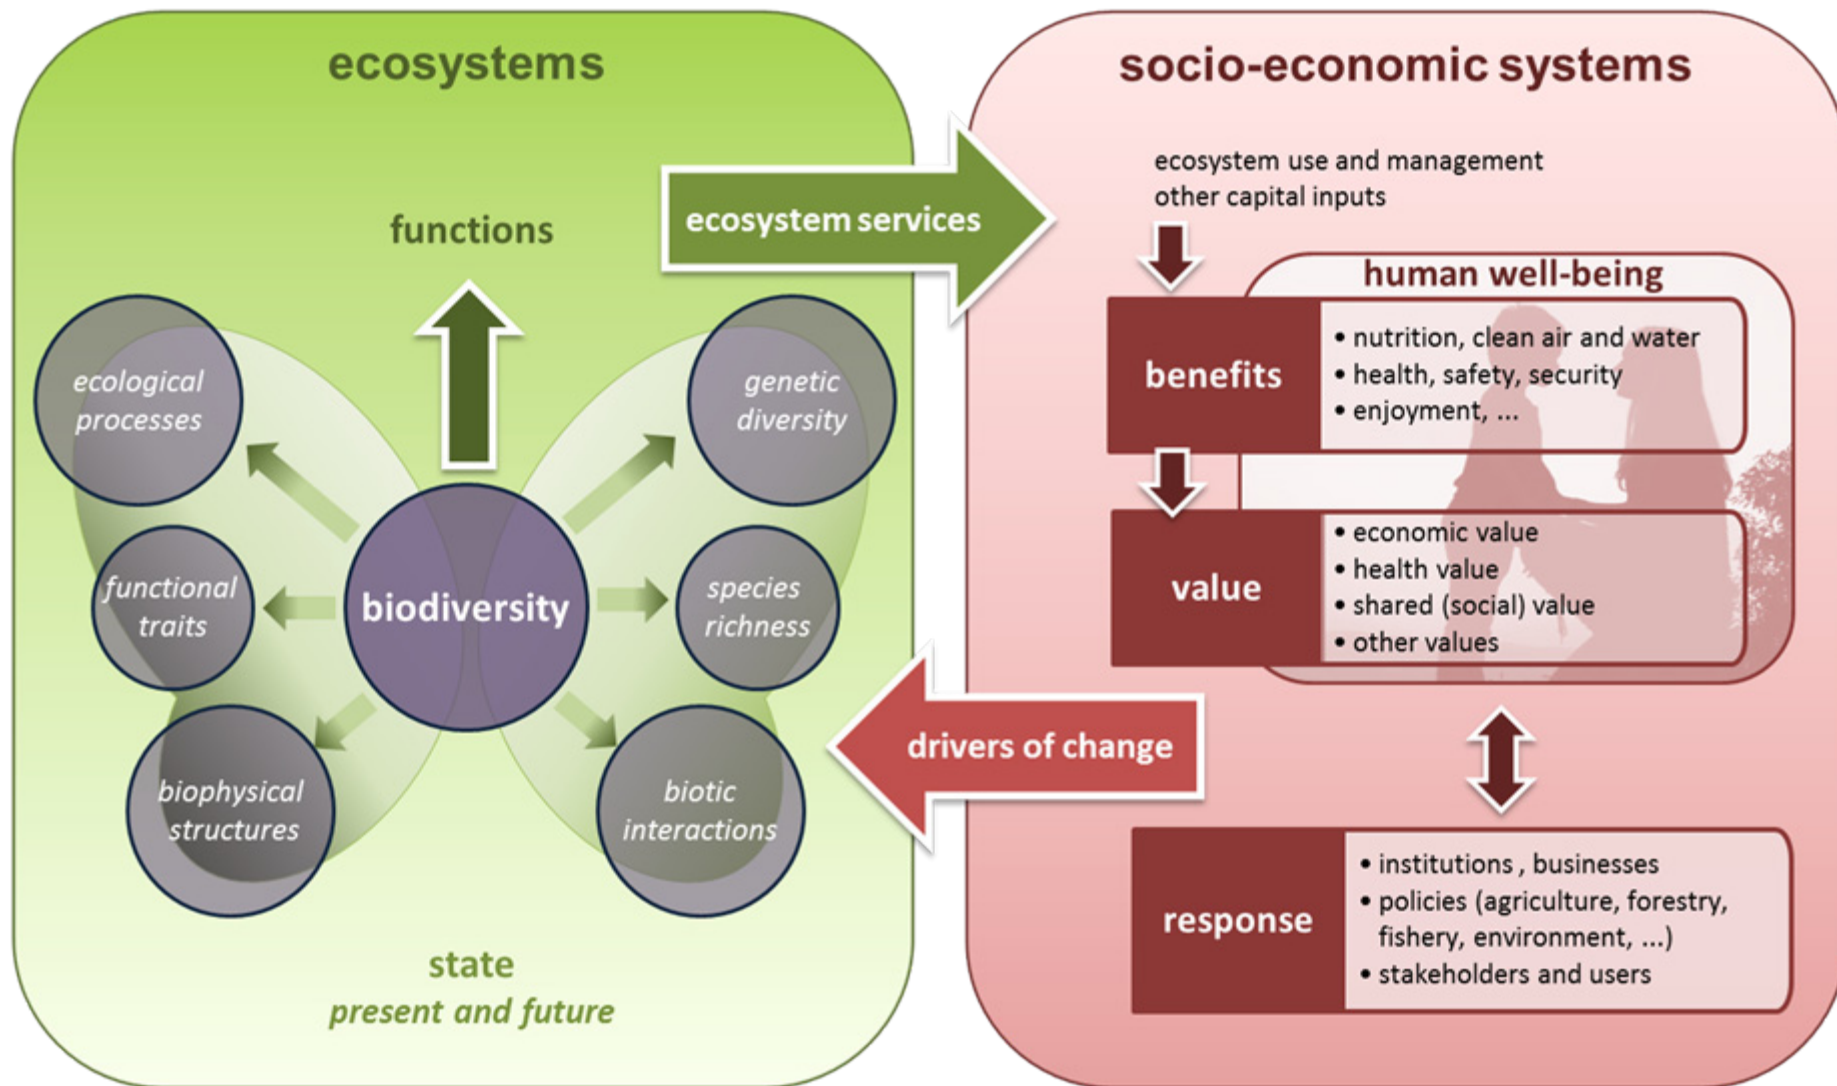 ecosystems
functions
ecosystem services
ecological
processes
genetic
diversity
functional
traits
biodiversity
species
richness
biophysical
structures
biotic
interactions
state
present and future
drivers of change
socio-economic systems
ecosystem use and management
other capital inputs
human well-being
benefits
• nutrition, clean air and water
• health, safety, security
• enjoyment, ...
value
• economic value
• health value
• shared (social) value
• other values
response
• institutions , businesses
• policies (agriculture, forestry,
fishery, environment, ...)
• stakeholders and users